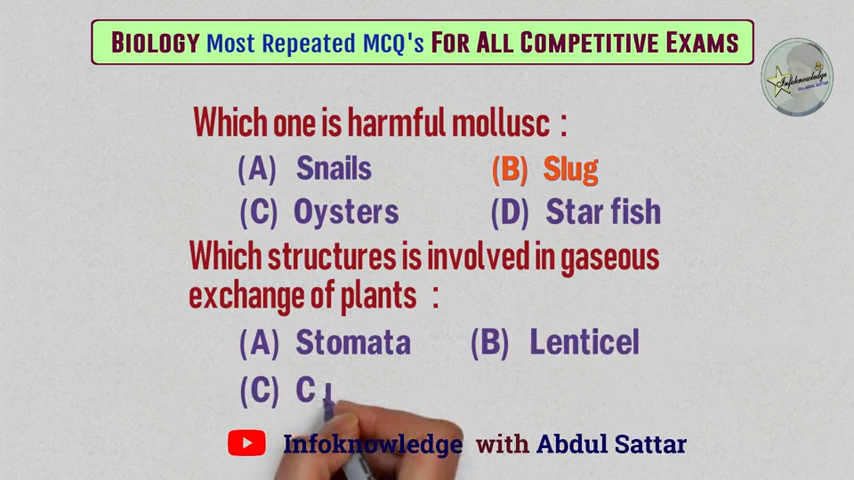 BIOLOGY Most Repeated MCQ's FOR ALL COMPETITIVE EXAMS
Infoknowledge
Which one is harmful mollusc :
(A) Snails (B) Slug
(C) Oysters (D) Star fish
Which structures is involved in gaseous
exchange of plants :
(A) Stomata (B) Lenticel
(C) C
Infoknowledge with Abdul Sattar